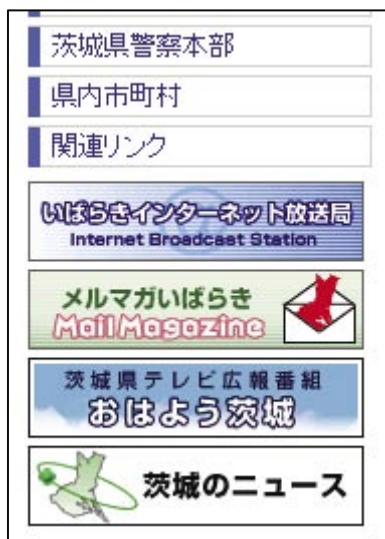 茨城県警察本部
県内市町村
関連リンク
いばらきインターネット放送局
Internet Broadcast Station
メルマガいばらき
Mail Magazine
茨城県テレビ広報番組
おはよう茨城
茨城のニュース